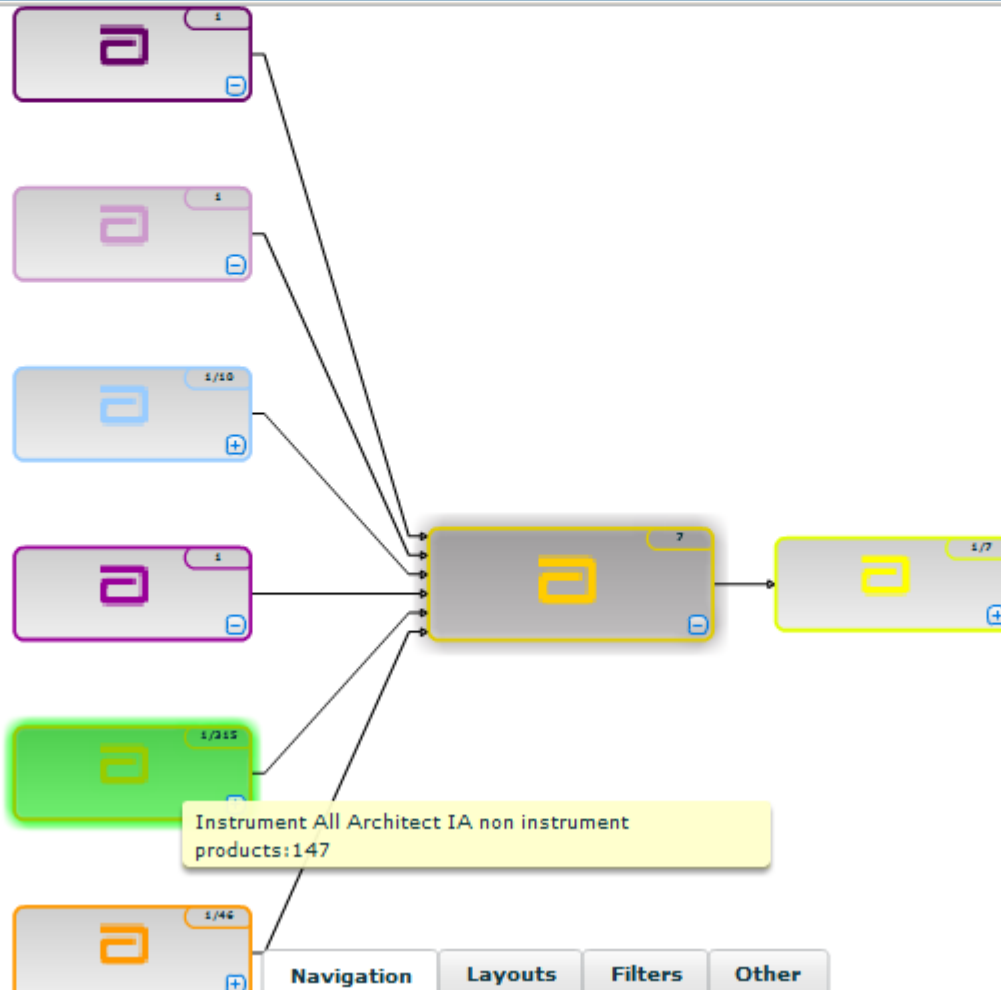 1
1
1/10
1
7
1/7
1/315
Instrument All Architect IA non instrument
products:147
1/46
Navigation
Layouts
Filters
Other